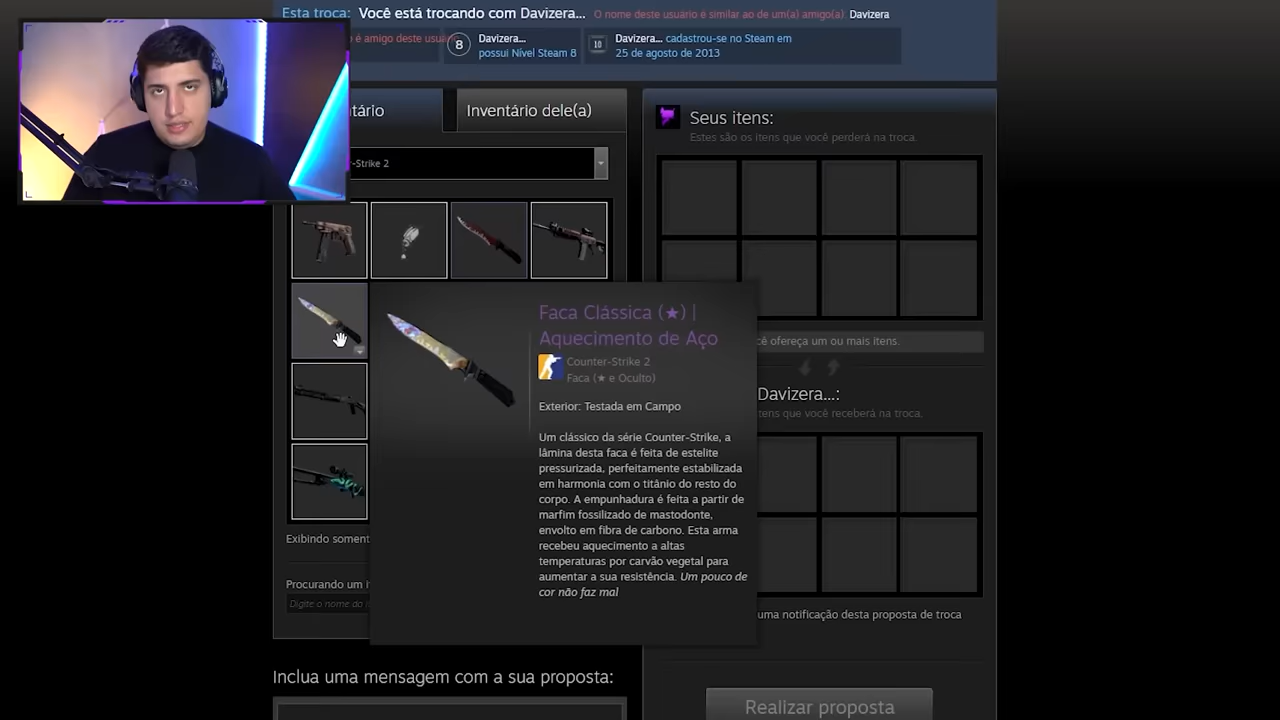 Esta troca: Você está trocando com Davizera... O nome deste usuário é similar ao de um(a) amigo(a): Davizera
é amigo deste
8
Davizera...
possui Nível Steam 8
10
Davizera... cadastrou-se no Steam em
25 de agosto de 2013
Inventário dele(a)
-Strike 2
Seus itens:
Estes são os itens que você perderá na troca.
Faca Clássica (★) |
Aquecimento de Aço
Counter-Strike 2
Faca (★ e Oculto)
Exterior: Testada em Campo
Um clássico da série Counter-Strike, a
lâmina desta faca é feita de estelite
pressurizada, perfeitamente estabilizada
em harmonia com o titânio do resto do
corpo. A empunhadura é feita a partir de
marfim fossilizado de mastodonte,
envolto em fibra de carbono. Esta arma
recebeu aquecimento a altas
temperaturas por carvão vegetal para
aumentar a sua resistência. Um pouco de
cor não faz mal
ofereça um ou mais itens.
Davizera...:
que você receberá na troca.
Exibindo
Procurando um
Digite o nome do
uma notificação desta proposta de troca
Inclua uma mensagem com a sua proposta:
Realizar proposta